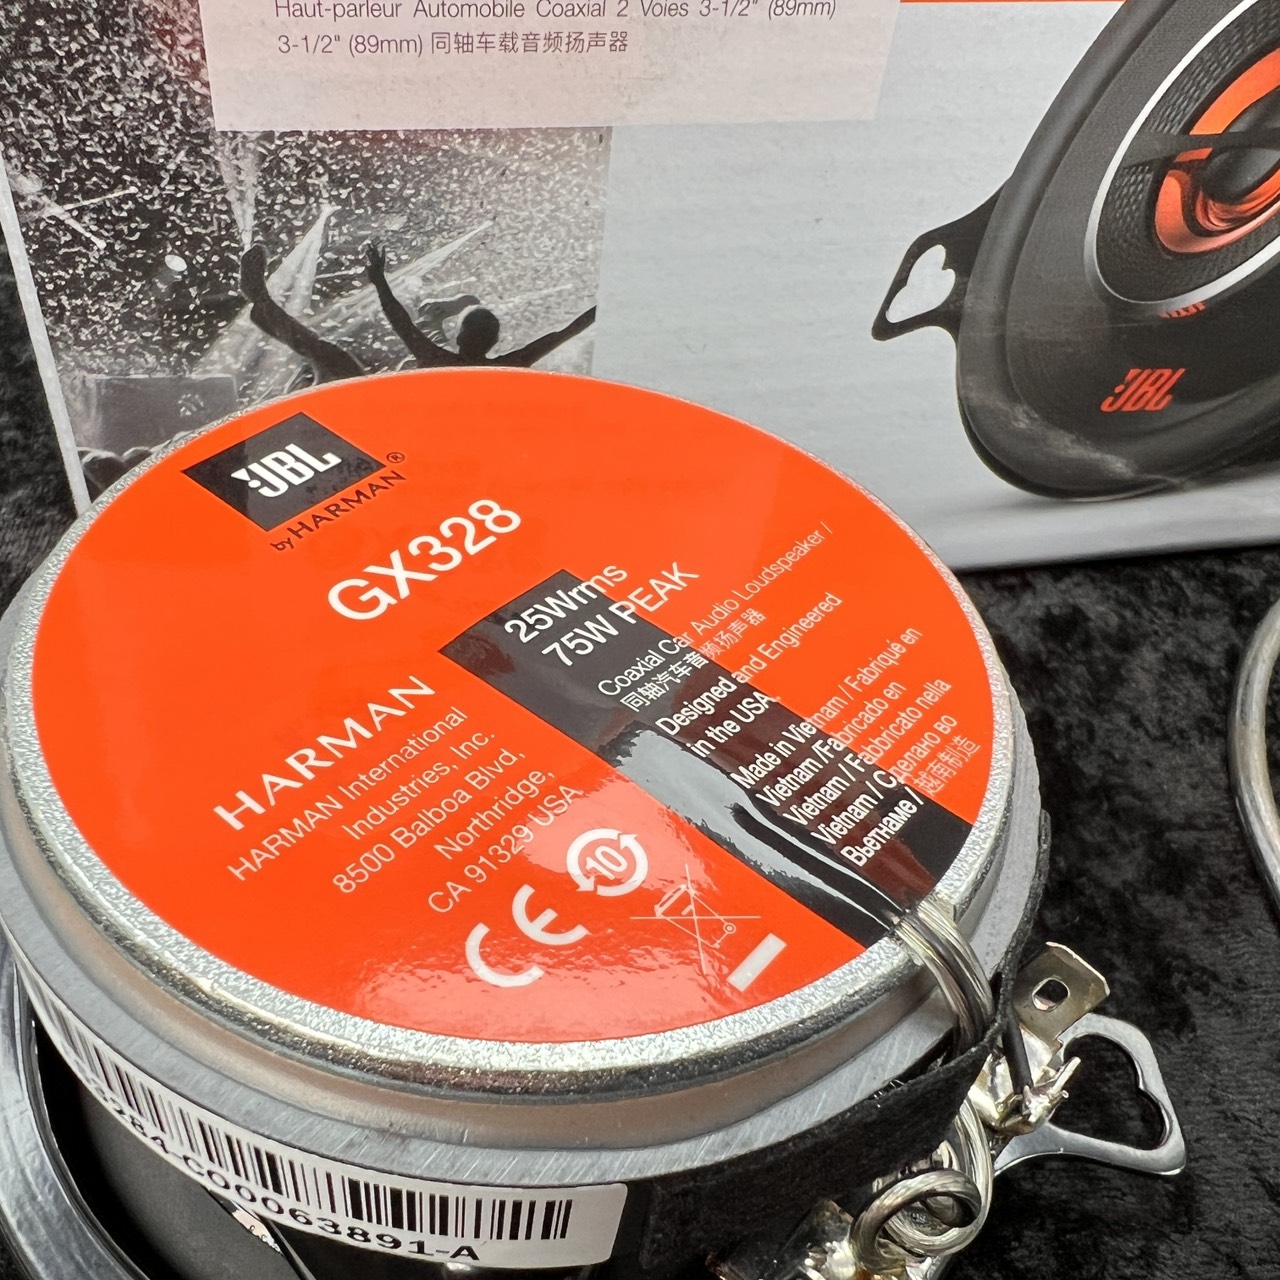 Haut-parleur Automobile Coaxial 2 Voies 3-1/2" (89mm)
3-1/2" (89mm) 同轴车载音频扬声器
JBL
JBL
by HARMAN®
GX328
25Wrms
75W PEAK
Coaxial Car Audio Loudspeaker /
同轴汽车音频扬声器
Designed and Engineered
in the USA.
Made in Vietnam / Fabriqué en
Vietnam /Fabricado en
Vietnam / Fabbricato nella
Vietnam / Сделано во
Вьетнаме / 越南制造
HARMAN
HARMAN International
Industries, Inc.
8500 Balboa Blvd,
Northridge,
CA 91329 USA
CE
10
284-CO0063891-A